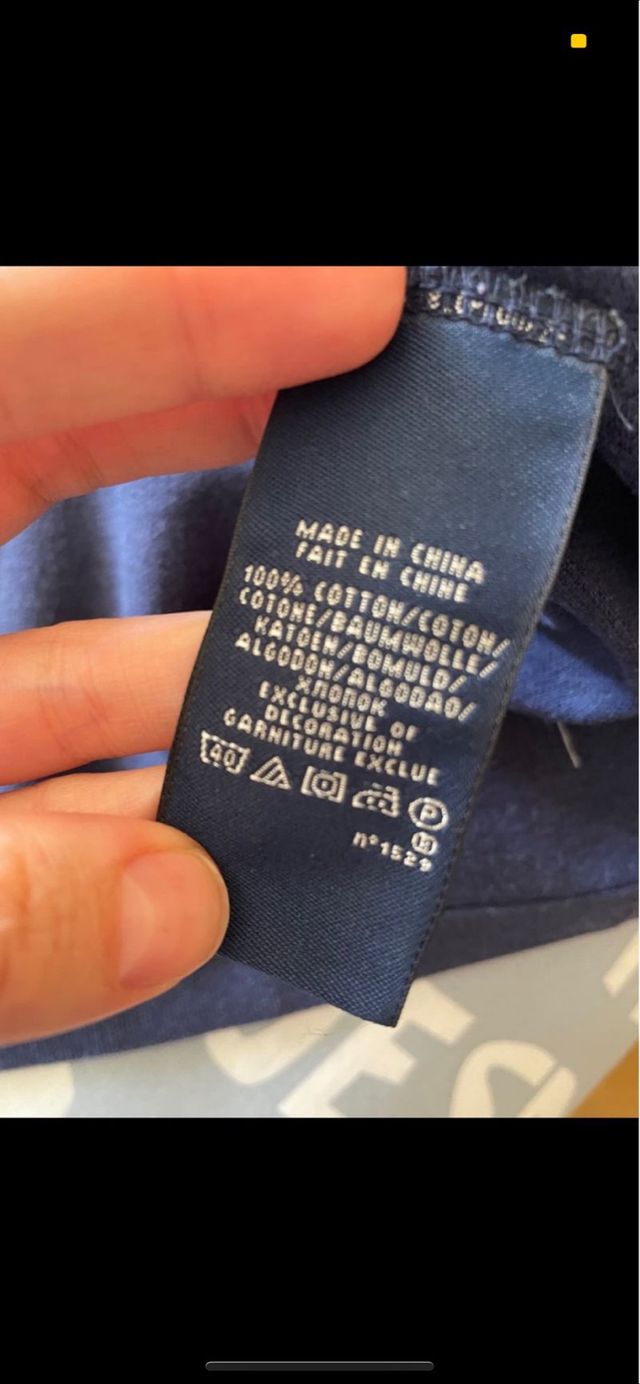 MADE IN CHINA
FAIT EN CHINE
100% COTTON/COTON/
COTONE/BAUMWOLLE/
KATOEN/BOMULD/
ALGODON/ALGODAO/
ХЛОПОК
EXCLUSIVE OF
DECORATION
GARNITURE EXCLUE
40
P
n°1529